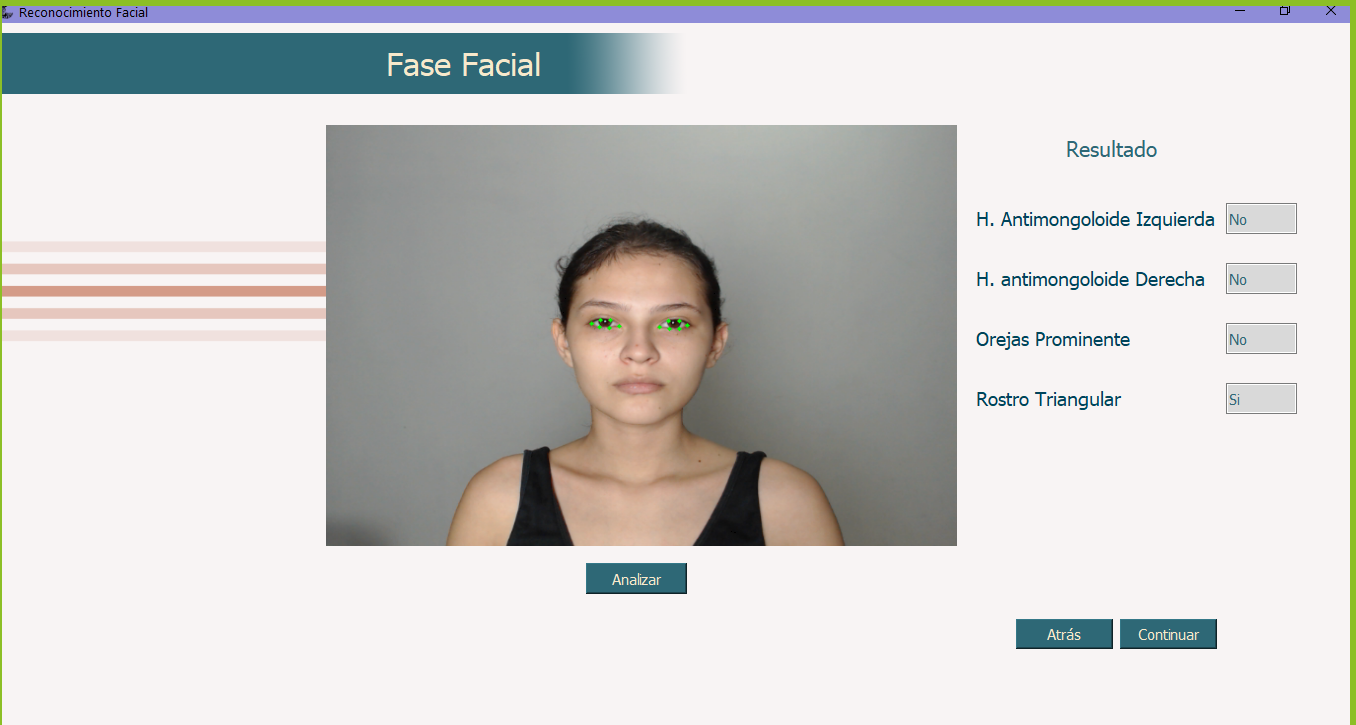 Reconocimiento Facial
Fase Facial
Resultado
H. Antimongoloide Izquierda No
H. antimongoloide Derecha No
Orejas Prominente No
Rostro Triangular Si
Analizar
Atrás Continuar